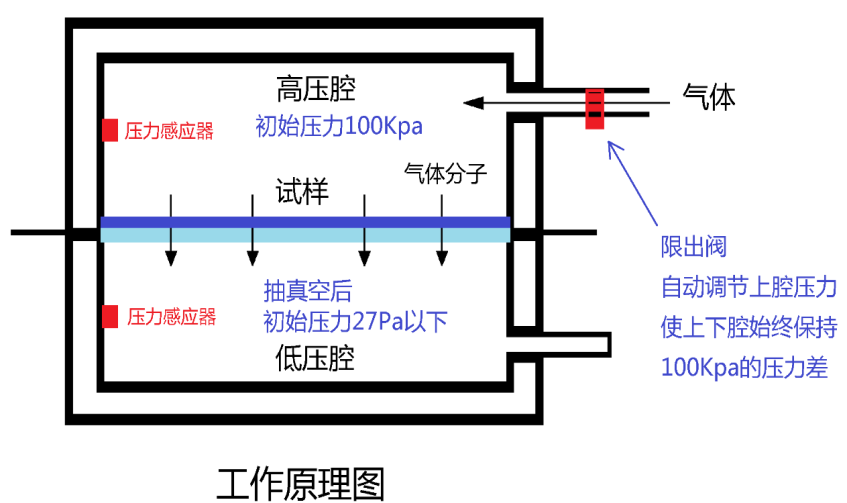 高压腔
初始压力100Kpa
压力感应器
气体
气体分子
试样
限出阀
自动调节上腔压力
使上下腔始终保持
100Kpa的压力差
抽真空后
初始压力27Pa以下
压力感应器
低压腔
工作原理图